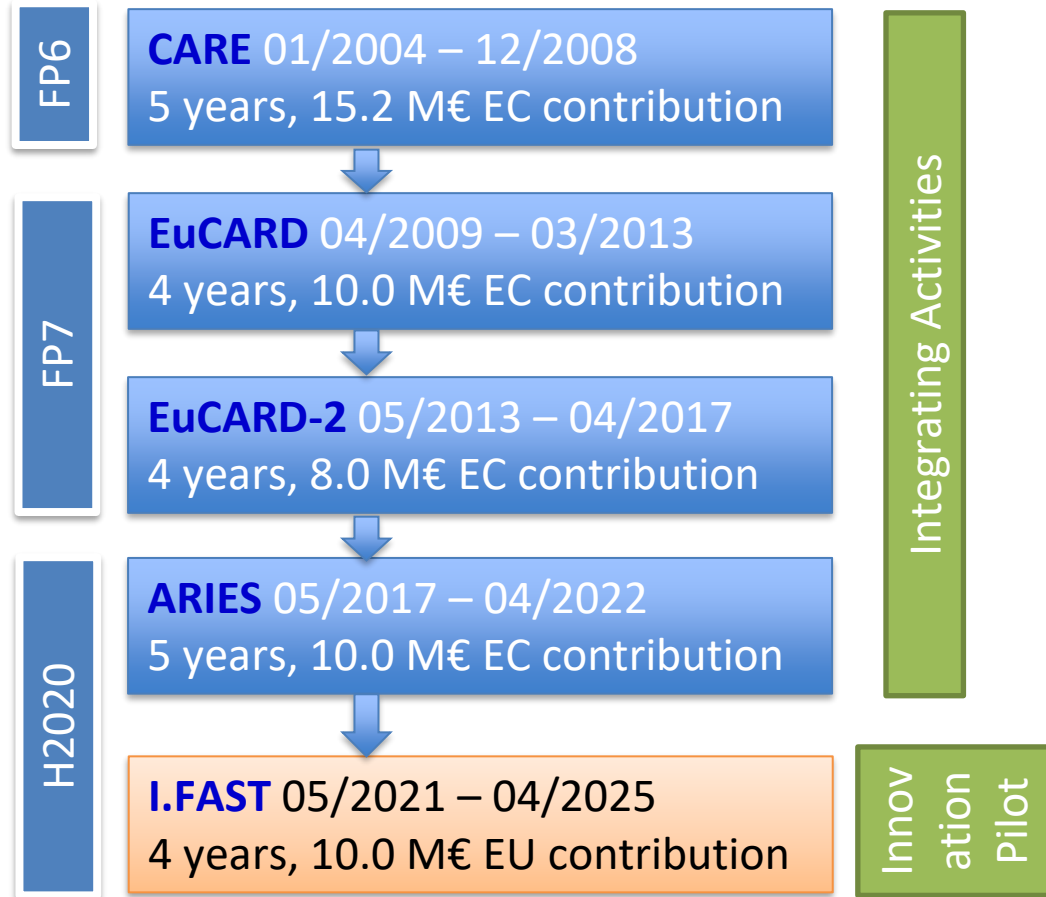 FP6
CARE 01/2004 – 12/2008
5 years, 15.2 M€ EC contribution
FP7
EuCARD 04/2009 – 03/2013
4 years, 10.0 M€ EC contribution
EuCARD-2 05/2013 – 04/2017
4 years, 8.0 M€ EC contribution
Integrating Activities
H2020
ARIES 05/2017 – 04/2022
5 years, 10.0 M€ EC contribution
I.FAST 05/2021 – 04/2025
4 years, 10.0 M€ EU contribution
Innov
ation
Pilot